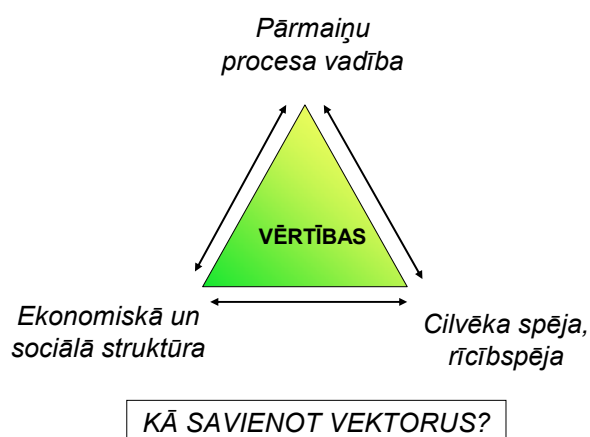 Pārmaiņu
procesa vadība
VĒRTĪBAS
Ekonomiskā un
sociālā struktūra
Cilvēka spēja,
rīcībspēja
KĀ SAVIENOT VEKTORUS?